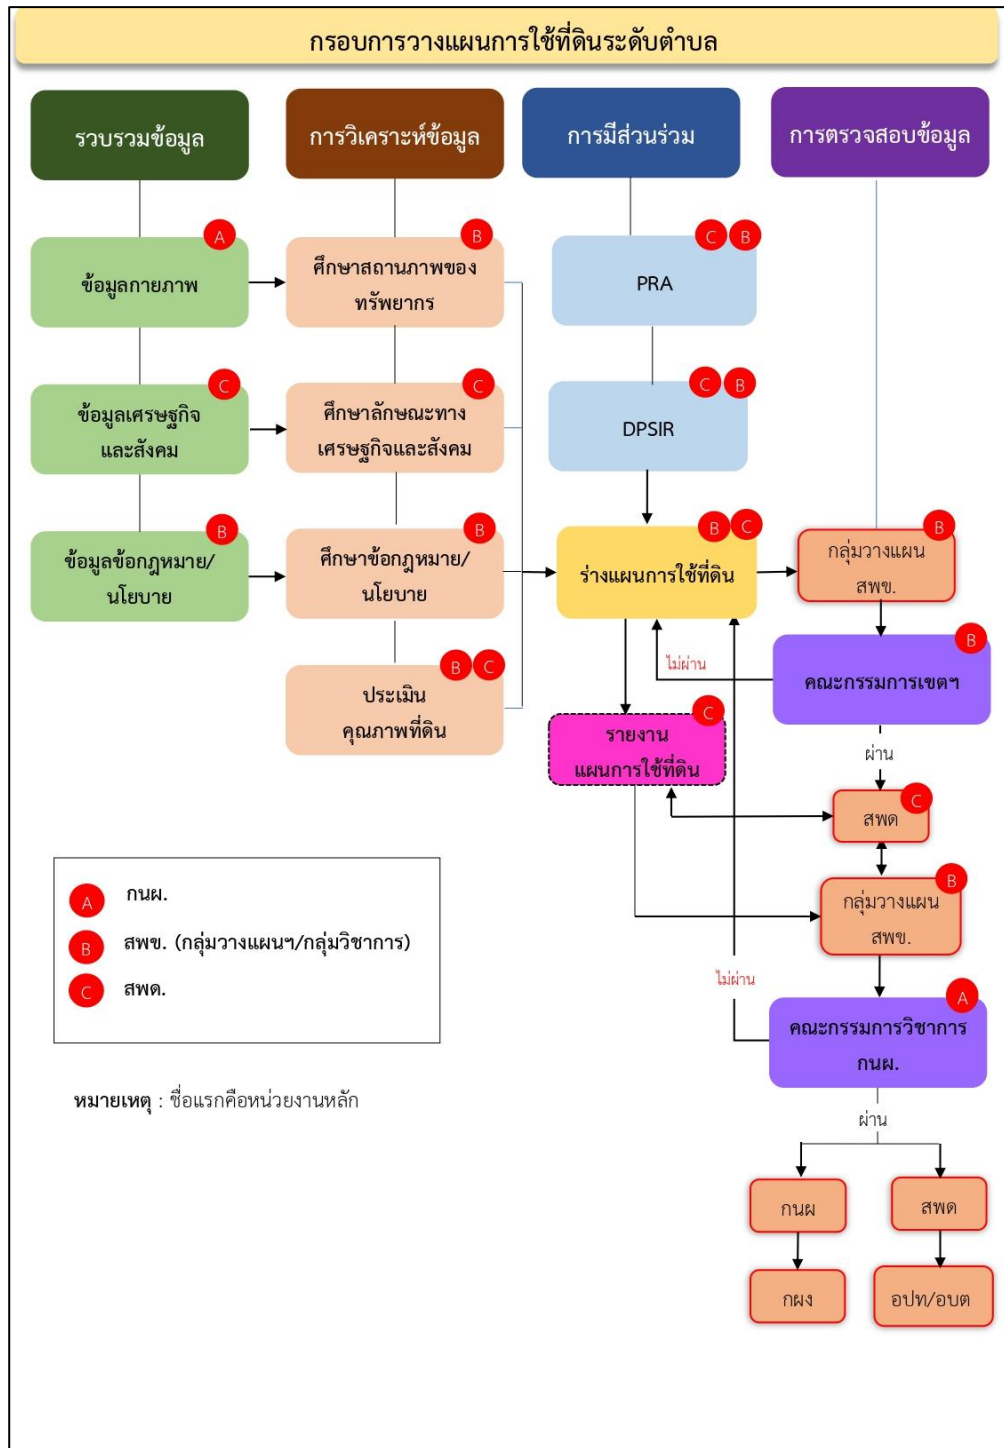 กรอบการวางแผนการใช้ที่ดินระดับตำบล
รวบรวมข้อมูล
การวิเคราะห์ข้อมูล
การมีส่วนร่วม
การตรวจสอบข้อมูล
A
ข้อมูลกายภาพ
B
ศึกษาสถานภาพของ
ทรัพยากร
C B
PRA
C
ข้อมูลเศรษฐกิจ
และสังคม
C
ศึกษาลักษณะทาง
เศรษฐกิจและสังคม
C B
DPSIR
B
ข้อมูลข้อกฎหมาย/
นโยบาย
B
ศึกษาข้อกฎหมาย/
นโยบาย
B C
ร่างแผนการใช้ที่ดิน
B
กลุ่มวางแผน
สพข.
B C
ประเมิน
คุณภาพที่ดิน
ไม่ผ่าน
B
คณะกรรมการเขตฯ
C
รายงาน
แผนการใช้ที่ดิน
ผ่าน
C
สพด
B
กลุ่มวางแผน
สพข.
A กนผ.
B สพข. (กลุ่มวางแผนฯ/กลุ่มวิชาการ)
C สพด.
ไม่ผ่าน
A
คณะกรรมการวิชาการ
กนผ.
หมายเหตุ : ชื่อแรกคือหน่วยงานหลัก
ผ่าน
กนผ
สพด
กผง
อปท/อบต